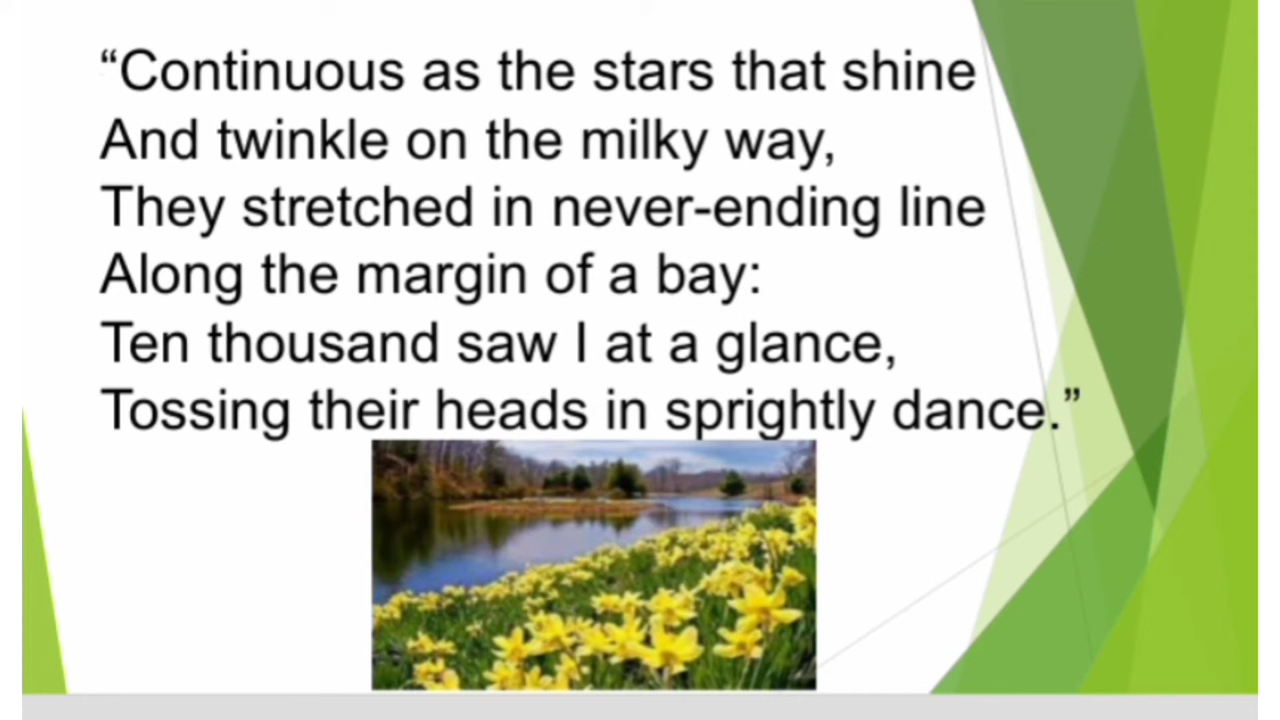 “Continuous as the stars that shine
And twinkle on the milky way,
They stretched in never-ending line
Along the margin of a bay:
Ten thousand saw I at a glance,
Tossing their heads in sprightly dance.”